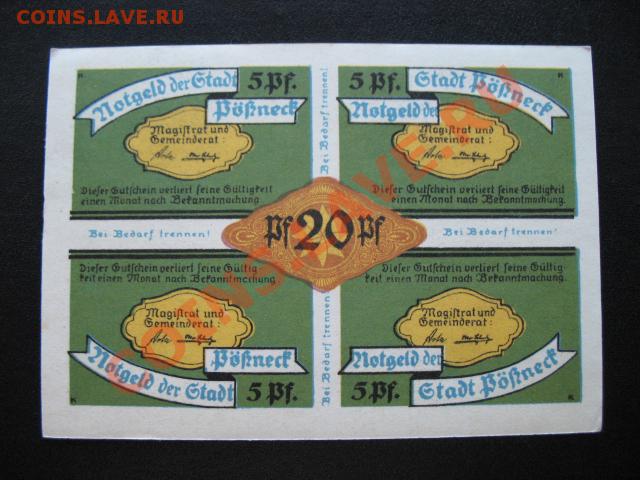 COINS.LAVE.RU
Notgeld der Stadt
Pößneck
5 Pf.
Magistrat und
Gemeinderat:
Dieser Gutschein verliert seine Gültigkeit
einen Monat nach Bekanntmachung
5 Pf.
Stadt Pößneck
Notgeld der
Magistrat und
Gemeinderat:
Dieser Gutschein verliert seine Gültigkeit
einen Monat nach Bekanntmachung.
Bei Bedarf trennen!
Bei Bedarf trennen!
Pf 20 Pf
Bei Bedarf trennen!
Dieser Gutschein verliert seine Gültig-
keit einen Monat nach Bekanntmachung
Magistrat und
Gemeinderat:
Pößneck
Notgeld der Stadt
5 Pf.
Bei Bedarf trennen!
Dieser Gutschein verliert seine Gültig-
keit einen Monat nach Bekanntmachung.
Magistrat und
Gemeinderat:
Notgeld der
Stadt Pößneck
5 Pf.
COINS.LAVE.RU